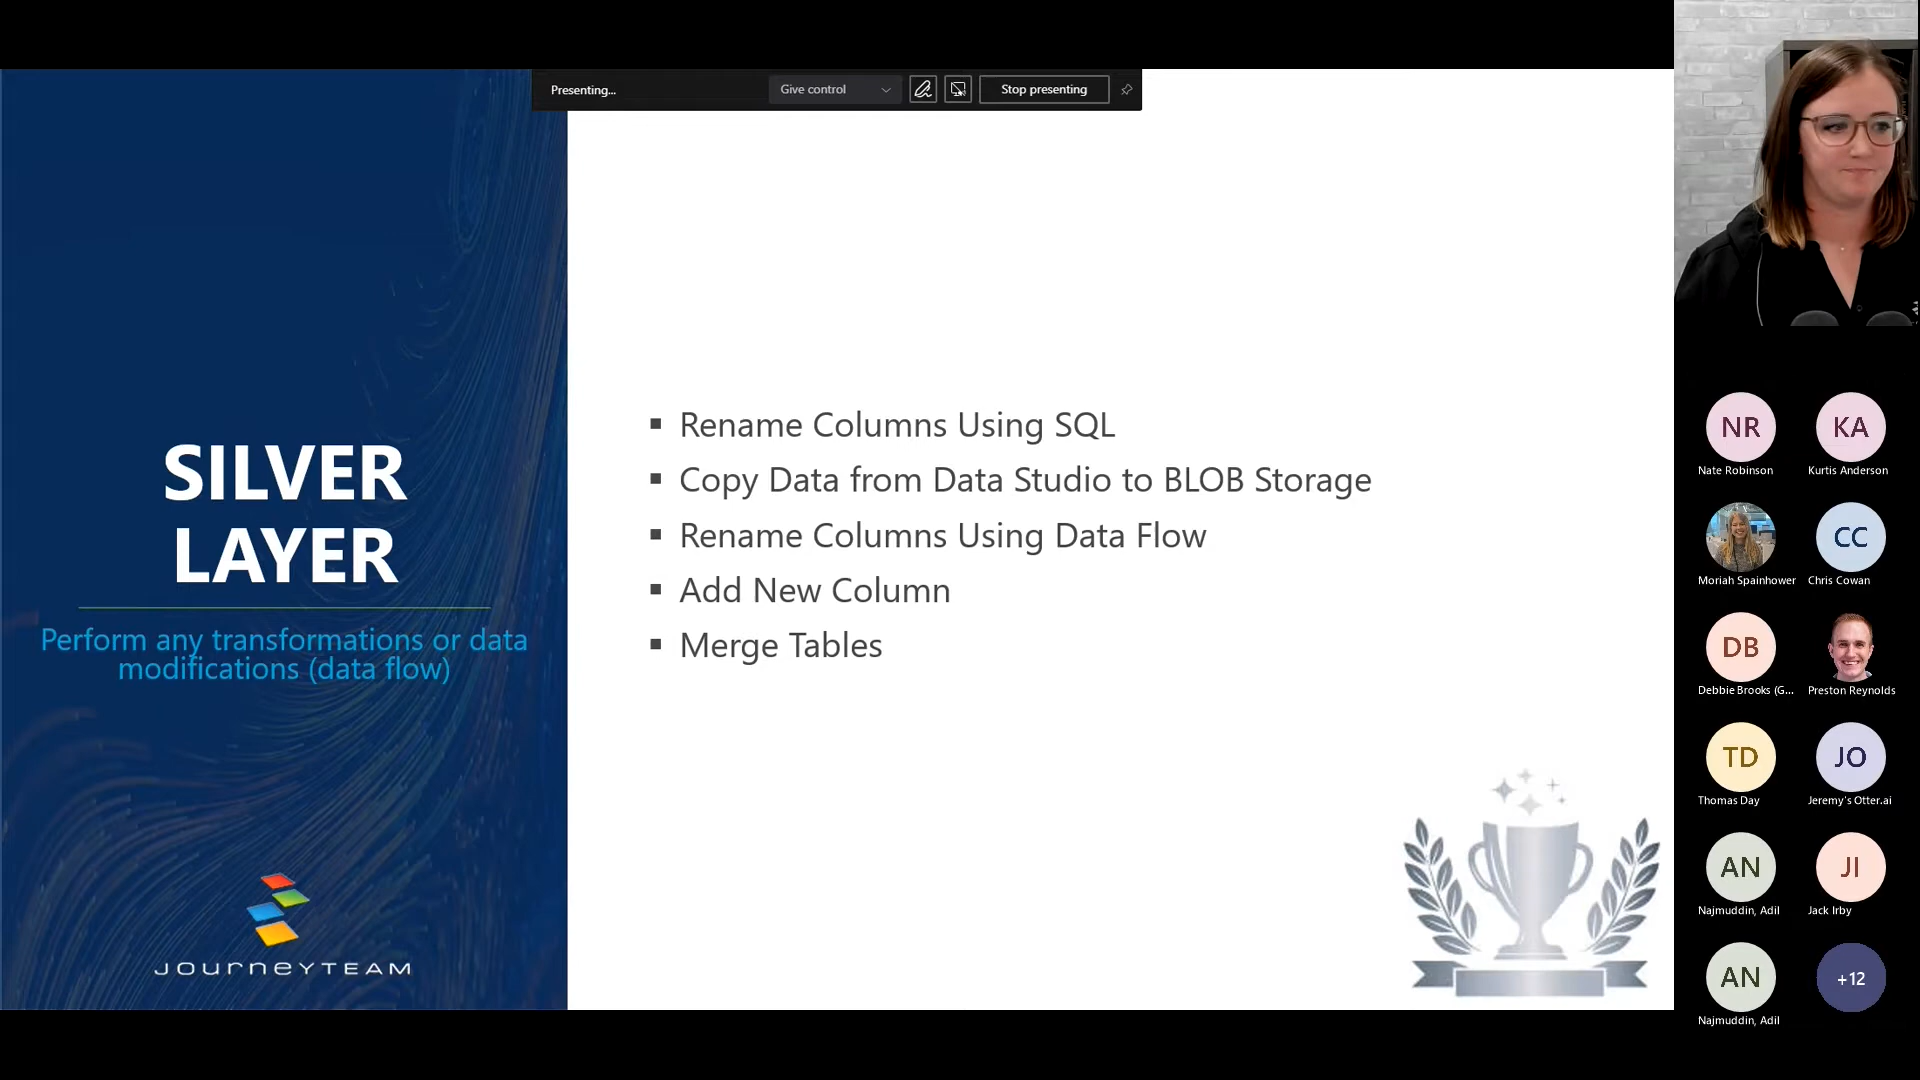 Presenting...
Give control
Stop presenting
SILVER
LAYER
Perform any transformations or data
modifications (data flow)
JOURNEYTEAM
▪ Rename Columns Using SQL
▪ Copy Data from Data Studio to BLOB Storage
▪ Rename Columns Using Data Flow
▪ Add New Column
▪ Merge Tables
NR
KA
Nate Robinson
Kurtis Anderson
CC
Moriah Spainhower
Chris Cowan
DB
Debbie Brooks (G...
Preston Reynolds
TD
JO
Thomas Day
Jeremy's Otter.ai
AN
JI
Najmuddin, Adil
Jack Irby
AN
+12
Najmuddin, Adil